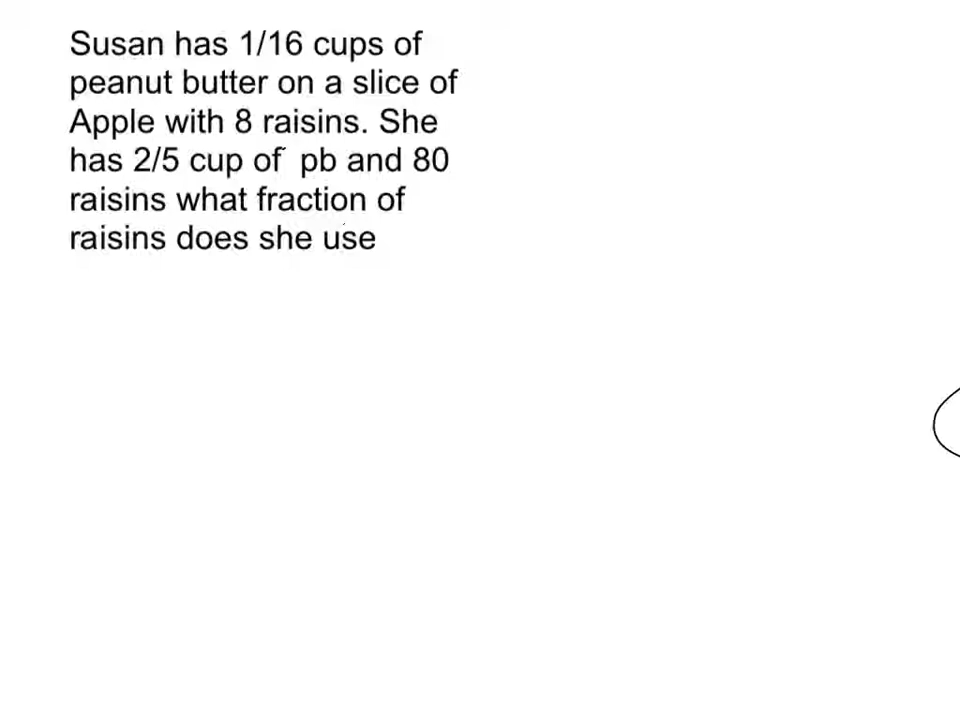 Susan has 1/16 cups of
peanut butter on a slice of
Apple with 8 raisins. She
has 2/5 cup of pb and 80
raisins what fraction of
raisins does she use